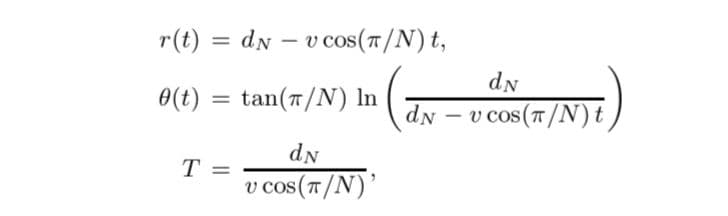 r(t) = d_N − v cos(π/N) t,
θ(t) = tan(π/N) ln ( d_N / (d_N − v cos(π/N) t) )
T = d_N / (v cos(π/N)) ,